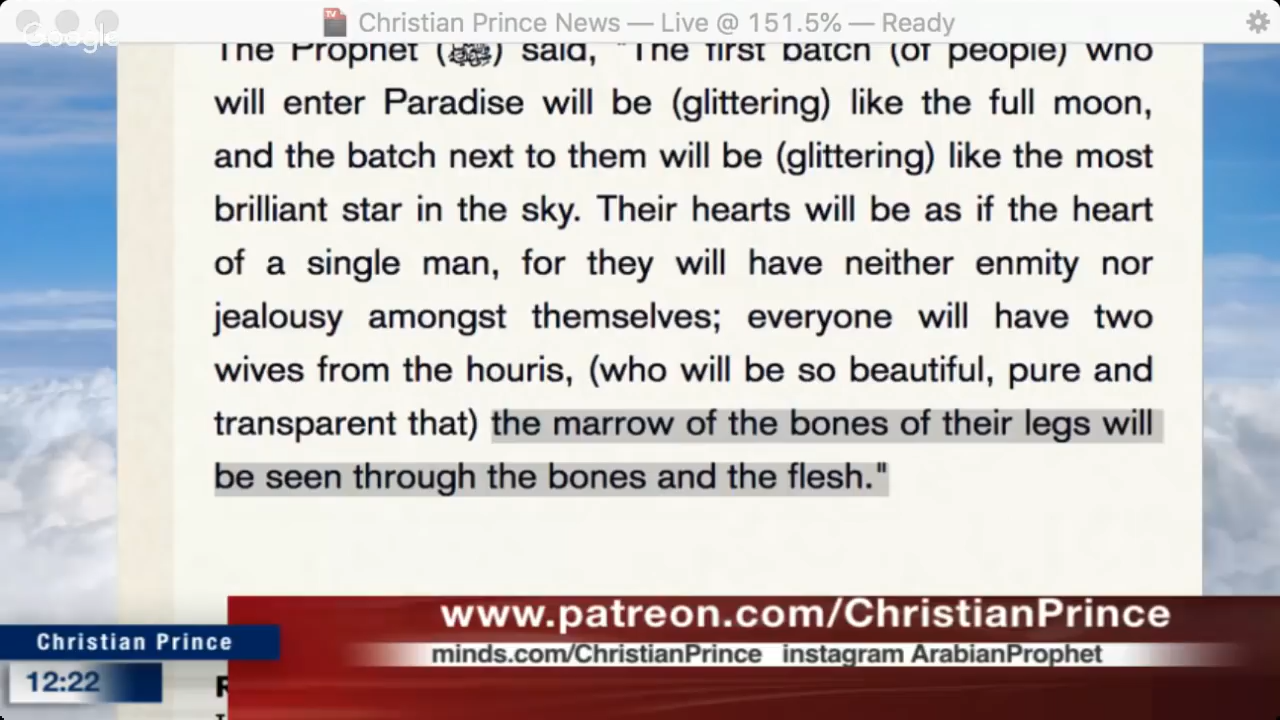 Google
Christian Prince News — Live @ 151.5% — Ready
The Prophet (ﷺ) said, "The first batch (of people) who
will enter Paradise will be (glittering) like the full moon,
and the batch next to them will be (glittering) like the most
brilliant star in the sky. Their hearts will be as if the heart
of a single man, for they will have neither enmity nor
jealousy amongst themselves; everyone will have two
wives from the houris, (who will be so beautiful, pure and
transparent that) the marrow of the bones of their legs will
be seen through the bones and the flesh."
www.patreon.com/ChristianPrince
Christian Prince
minds.com/ChristianPrince instagram ArabianProphet
12:22